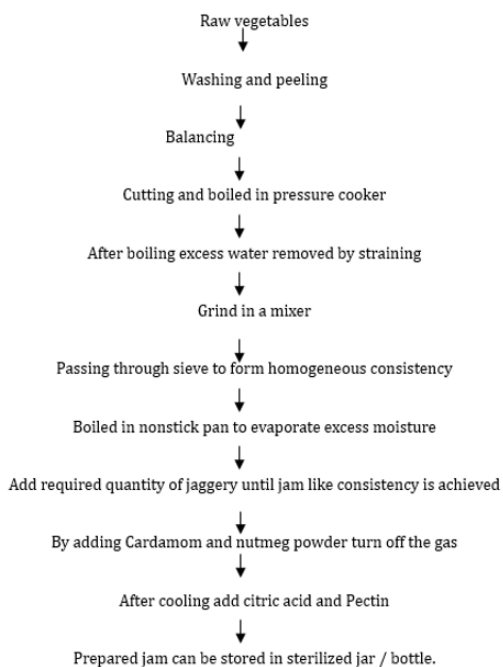 Raw vegetables
Washing and peeling
Balancing
Cutting and boiled in pressure cooker
After boiling excess water removed by straining
Grind in a mixer
Passing through sieve to form homogeneous consistency
Boiled in nonstick pan to evaporate excess moisture
Add required quantity of jaggery until jam like consistency is achieved
By adding Cardamom and nutmeg powder turn off the gas
After cooling add citric acid and Pectin
Prepared jam can be stored in sterilized jar / bottle.